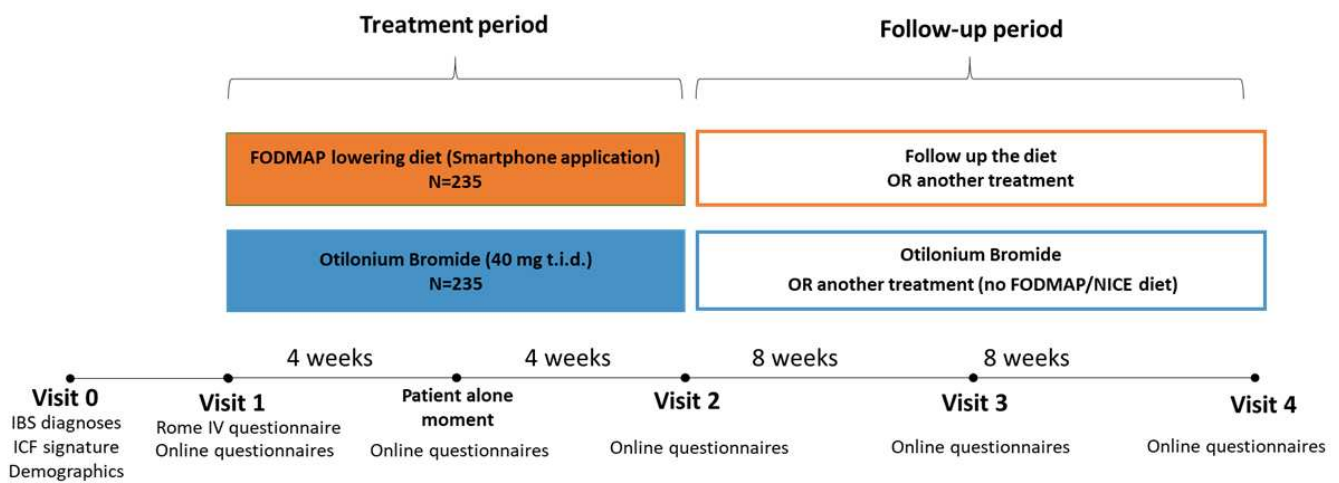 Treatment period
Follow-up period
FODMAP lowering diet (Smartphone application)
N=235
Follow up the diet
OR another treatment
Otilonium Bromide (40 mg t.i.d.)
N=235
Otilonium Bromide
OR another treatment (no FODMAP/NICE diet)
4 weeks
4 weeks
8 weeks
8 weeks
Visit 0
IBS diagnoses
ICF signature
Demographics
Visit 1
Rome IV questionnaire
Online questionnaires
Patient alone
moment
Online questionnaires
Visit 2
Online questionnaires
Visit 3
Online questionnaires
Visit 4
Online questionnaires